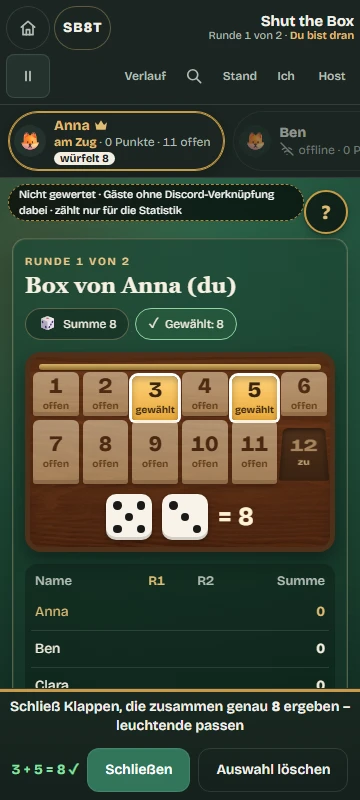 SB8T
Shut the Box
Runde 1 von 2 · Du bist dran
Verlauf
Stand
Ich
Host
Anna
am Zug · 0 Punkte · 11 offen
würfelt 8
Ben
offline · 0 P
Nicht gewertet · Gäste ohne Discord-Verknüpfung
dabei · zählt nur für die Statistik
?
RUNDE 1 VON 2
Box von Anna (du)
Summe 8
✓ Gewählt: 8
1 2 3 4 5 6
offen offen gewählt offen gewählt offen
7 8 9 10 11 12
offen offen offen offen offen zu
= 8
Name R1 R2 Summe
Anna 0
Ben 0
Clara 0
Schließ Klappen, die zusammen genau 8 ergeben –
leuchtende passen
3 + 5 = 8 ✓
Schließen
Auswahl löschen